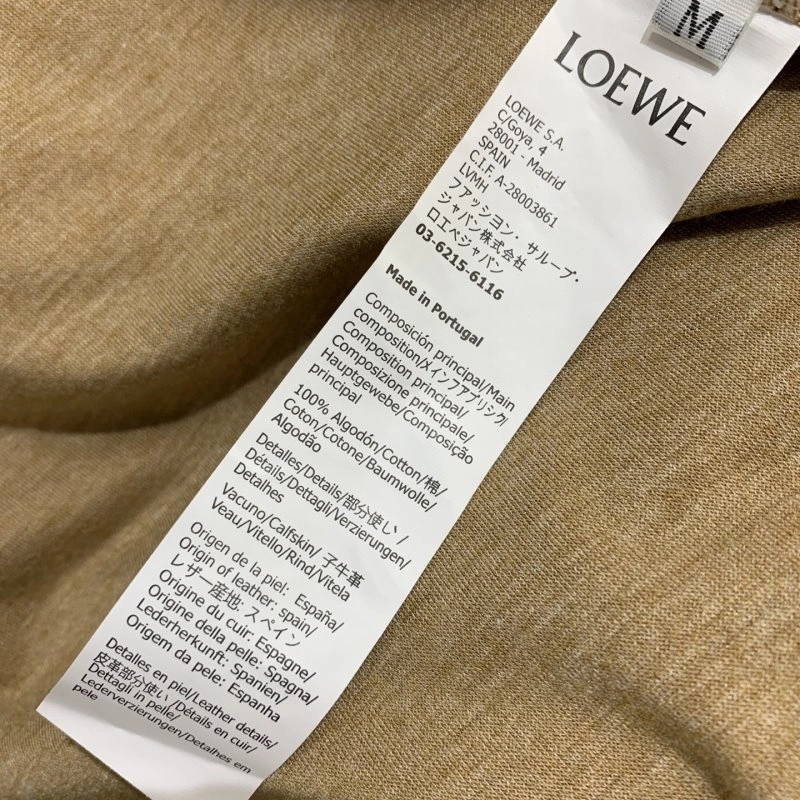 M
LOEWE
LOEWE S.A.
C/Goya, 4
28001 - Madrid
SPAIN
C.I.F. A-28003861
LVMH
ファッション・サループ・
ジャパン株式会社
ロエベジャパン
03-6215-6116
Made in Portugal
Composición principal/Main
composition/メインファブリック/
Composition principal/
Composizione principale/
Hauptgewebe/Composição
principal
100% Algodón/Cotton/棉/
Coton/Cotone/Baumwolle/
Algodão
Detalles/Details/部分使い/
Détails/Dettagli/Verzierungen/
Detalhes
Vacuno/Calfskin/ 子牛革
Veau/Vitello/Rind/Vitela
Origen de la piel: España/
Origin of leather: spain/
レザー産地: スペイン
Origine du cuir: Espagne/
Origine della pelle: Spagna/
Lederherkunft: Spanien/
Origem da pele: Espanha
Detalles en piel/Leather details/
皮革部分使い/Détails en cuir/
Dettagli in pelle/
Lederverzierungen/Detalhes em
pele